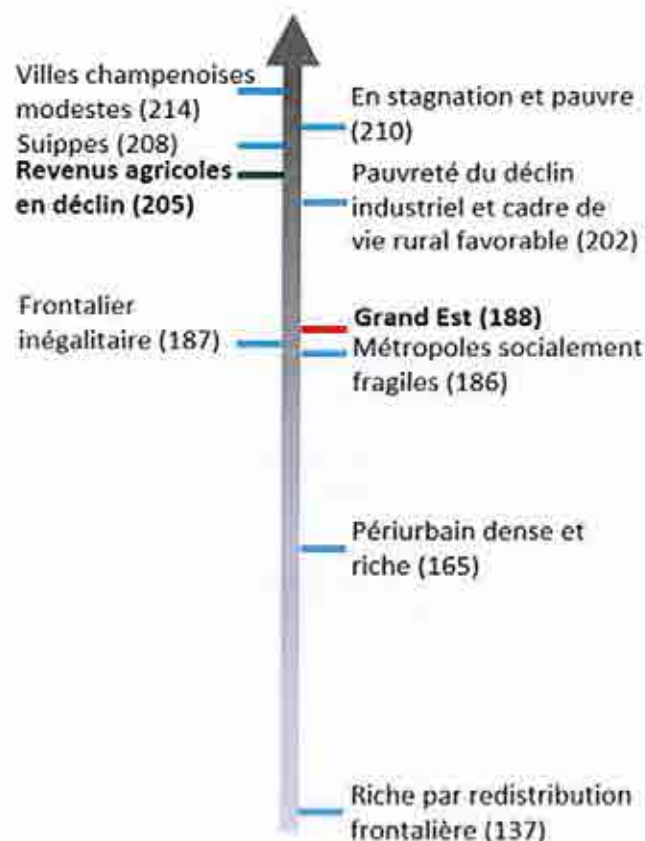 Villes champenoises
modestes (214)
Suippes (208)
Revenus agricoles
en déclin (205)
Frontalier
inégalitaire (187)
En stagnation et pauvre
(210)
Pauvreté du déclin
industriel et cadre de
vie rural favorable (202)
Grand Est (188)
Métropoles socialement
fragiles (186)
Périurbain dense et
riche (165)
Riche par redistribution
frontalière (137)